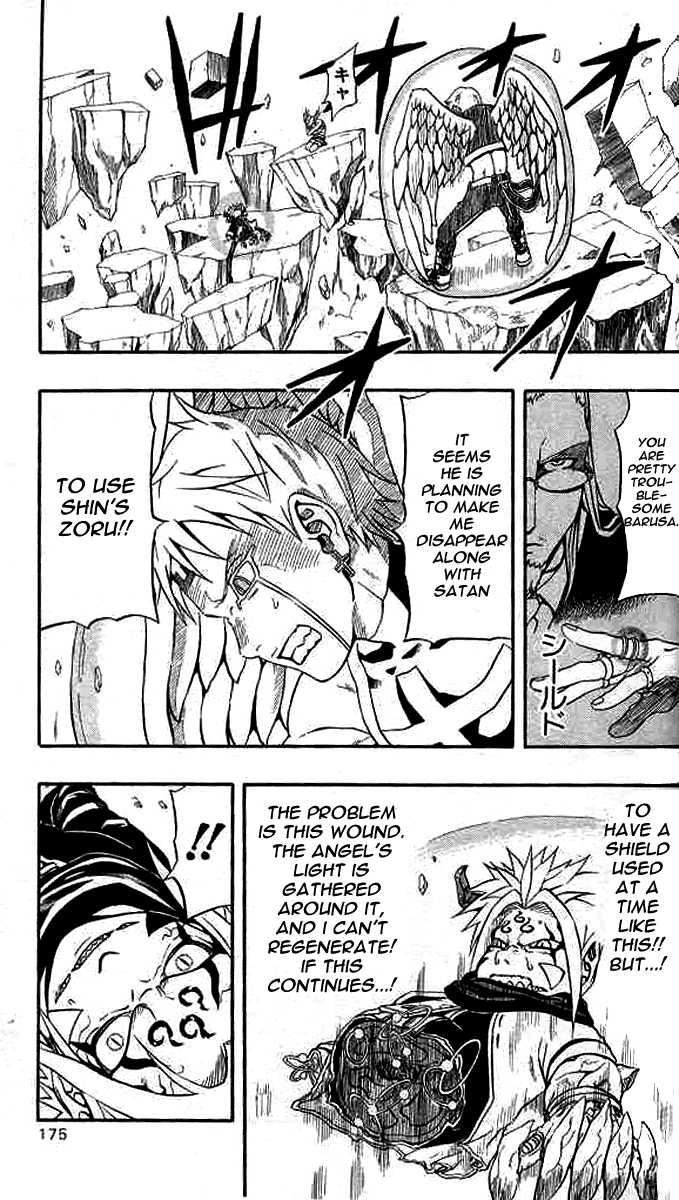 キャ
YOU
ARE
PRETTY
TROU-
BLE-
SOME
BARUSA.
シールド
IT
SEEMS
HE IS
PLANNING
TO MAKE
ME
DISAPPEAR
ALONG
WITH
SATAN
TO USE
SHIN'S
ZORU!!
TO
HAVE A
SHIELD
USED
AT A
TIME
LIKE
THIS!!
BUT...!
THE PROBLEM
IS THIS WOUND.
THE ANGEL'S
LIGHT IS
GATHERED
AROUND IT,
AND I CAN'T
REGENERATE!
IF THIS
CONTINUES...!
!!
175